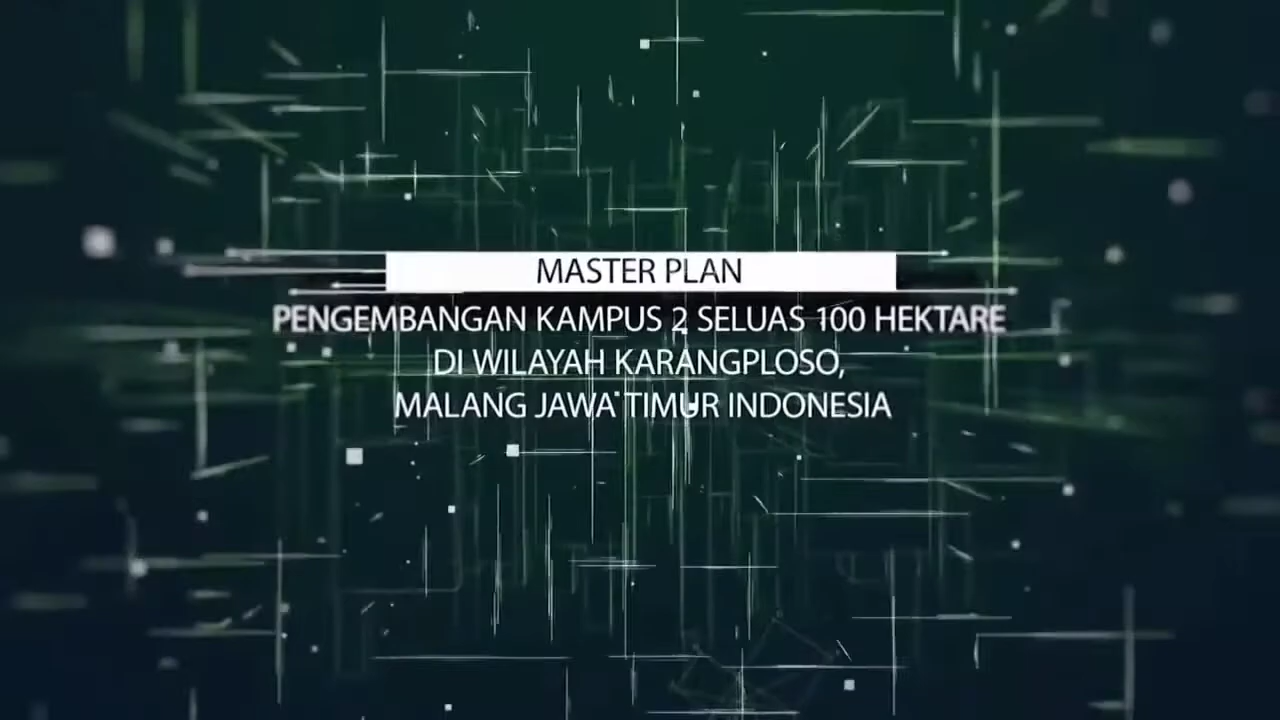 MASTER PLAN
PENGEMBANGAN KAMPUS 2 SELUAS 100 HEKTARE
DI WILAYAH KARANGPLOSO,
MALANG JAWA TIMUR INDONESIA